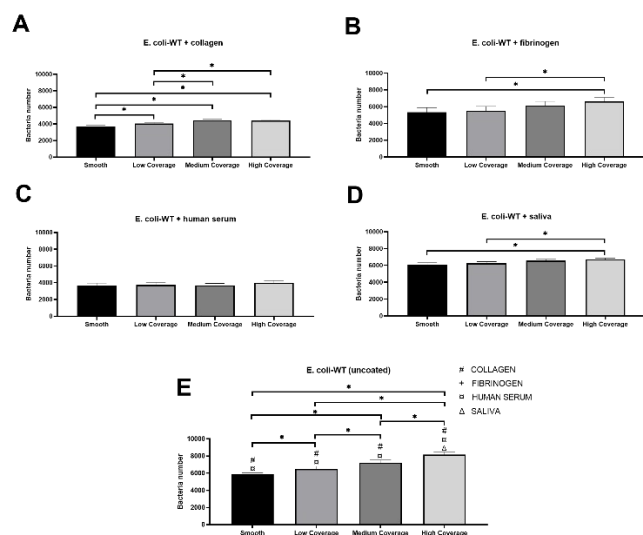 A
E. coli-WT + collagen
Bacteria number
10000
8000
6000
4000
2000
0
Smooth
Low Coverage
Medium Coverage
High Coverage
*
*
*
*
*
B
E. coli-WT + fibrinogen
Bacteria number
10000
8000
6000
4000
2000
0
Smooth
Low Coverage
Medium Coverage
High Coverage
*
*
C
E. coli-WT + human serum
Bacteria number
10000
8000
6000
4000
2000
0
Smooth
Low Coverage
Medium Coverage
High Coverage
D
E. coli-WT + saliva
Bacteria number
10000
8000
6000
4000
2000
0
Smooth
Low Coverage
Medium Coverage
High Coverage
*
*
E
E. coli-WT (uncoated)
# COLLAGEN
+ FIBRINOGEN
¤ HUMAN SERUM
Δ SALIVA
Bacteria number
10000
8000
6000
4000
2000
0
Smooth
Low Coverage
Medium Coverage
High Coverage
*
*
*
*
*
*
#
¤
#
¤
#
¤
#
¤
Δ